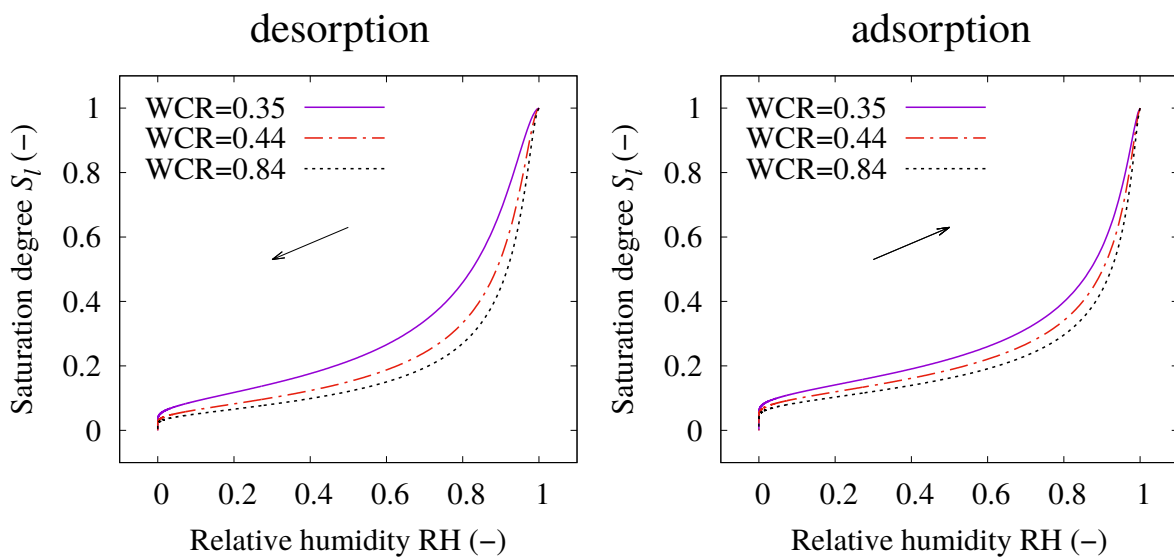 desorption
WCR=0.35
WCR=0.44
WCR=0.84
Saturation degree S_l (−)
1
0.8
0.6
0.4
0.2
0
0 0.2 0.4 0.6 0.8 1
Relative humidity RH (−)
adsorption
WCR=0.35
WCR=0.44
WCR=0.84
Saturation degree S_l (−)
1
0.8
0.6
0.4
0.2
0
0 0.2 0.4 0.6 0.8 1
Relative humidity RH (−)